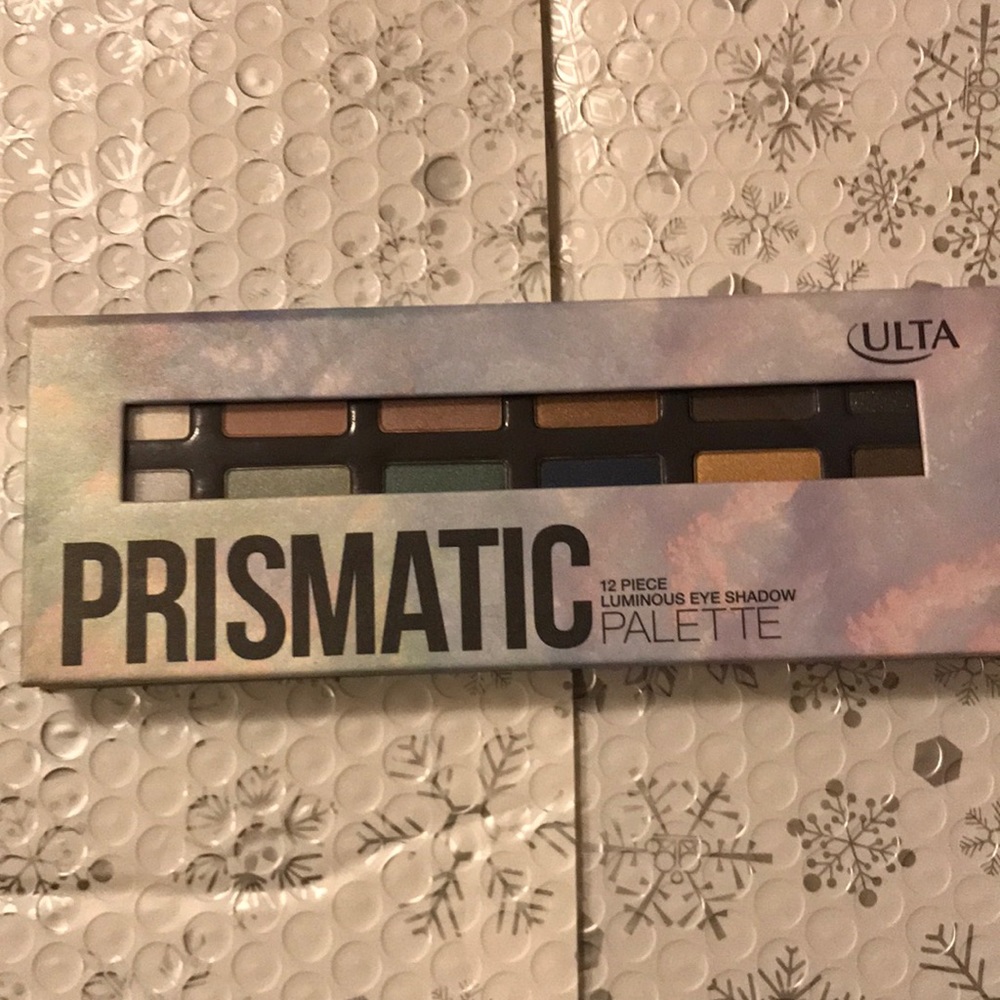 ULTA
PRISMATIC
12 PIECE
LUMINOUS EYE SHADOW
PALETTE